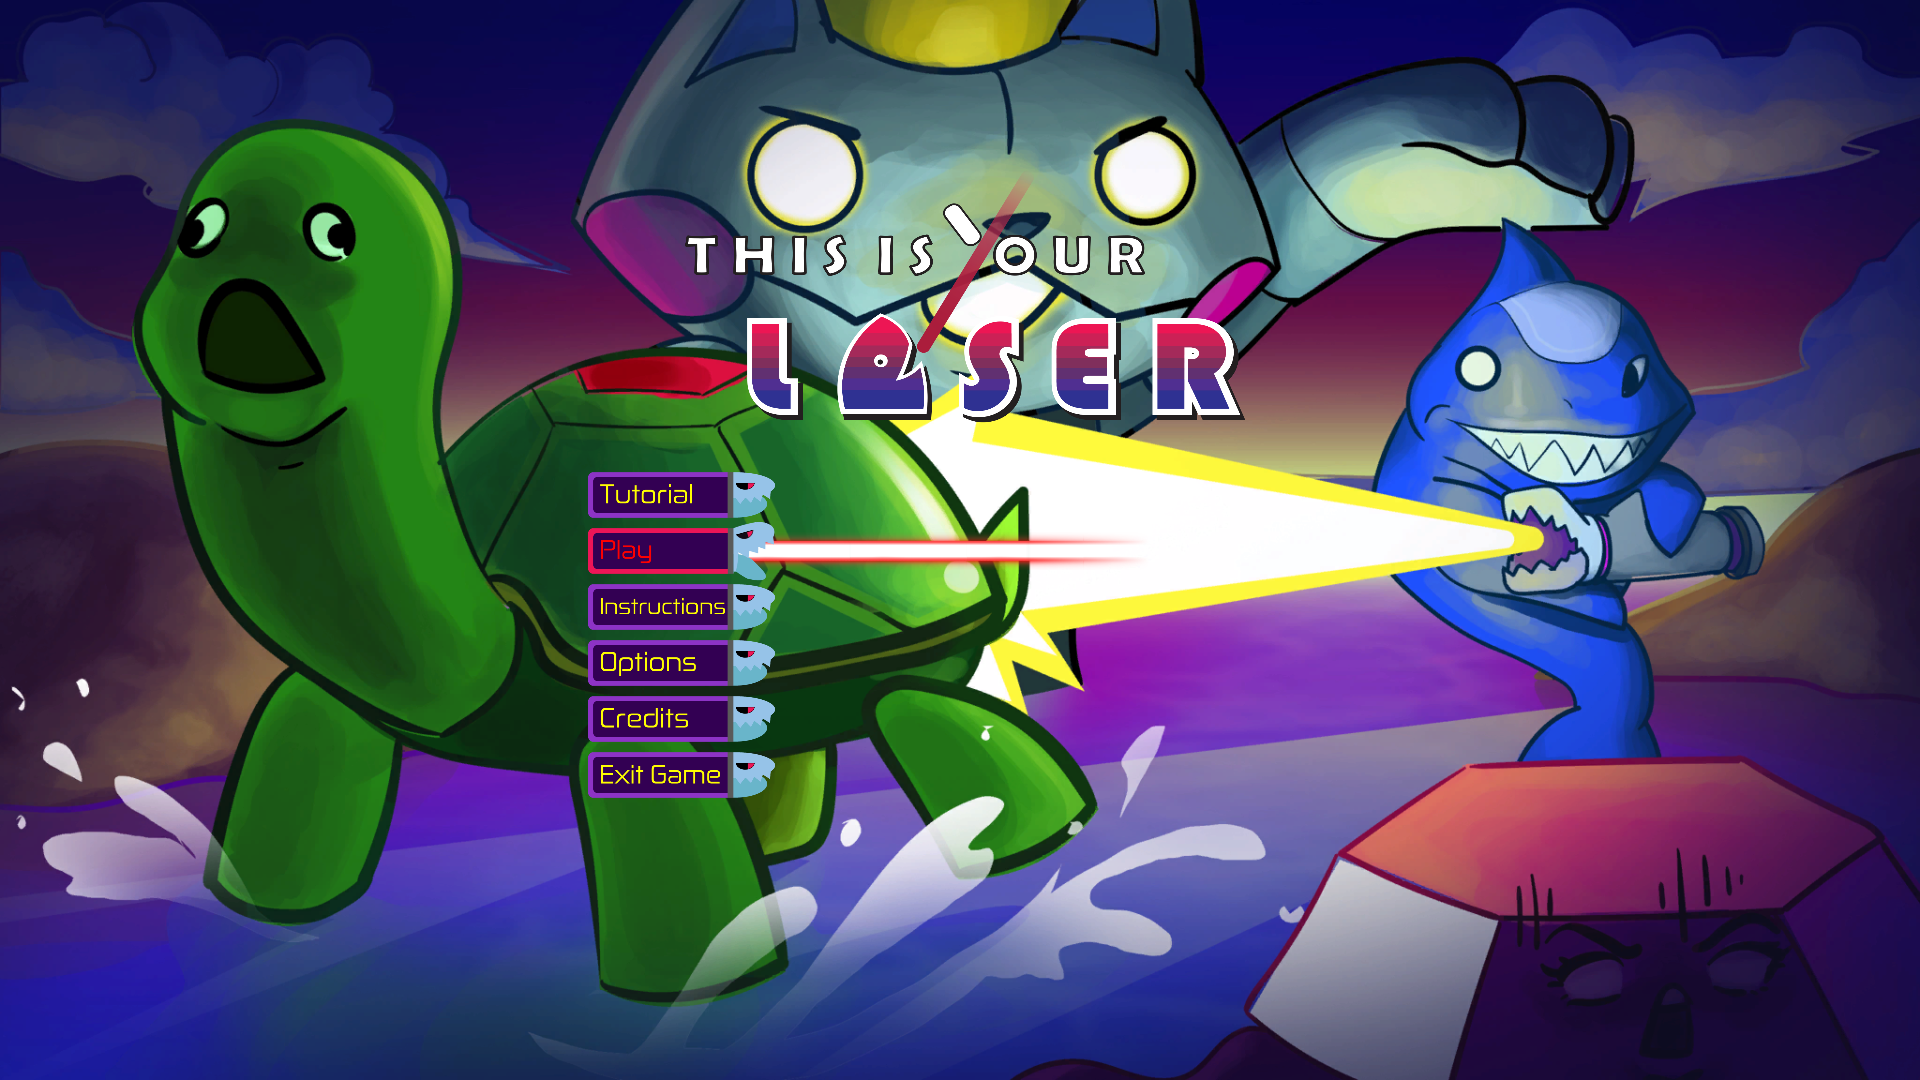 THIS IS YOUR
LASER
Tutorial
Play
Instructions
Options
Credits
Exit Game